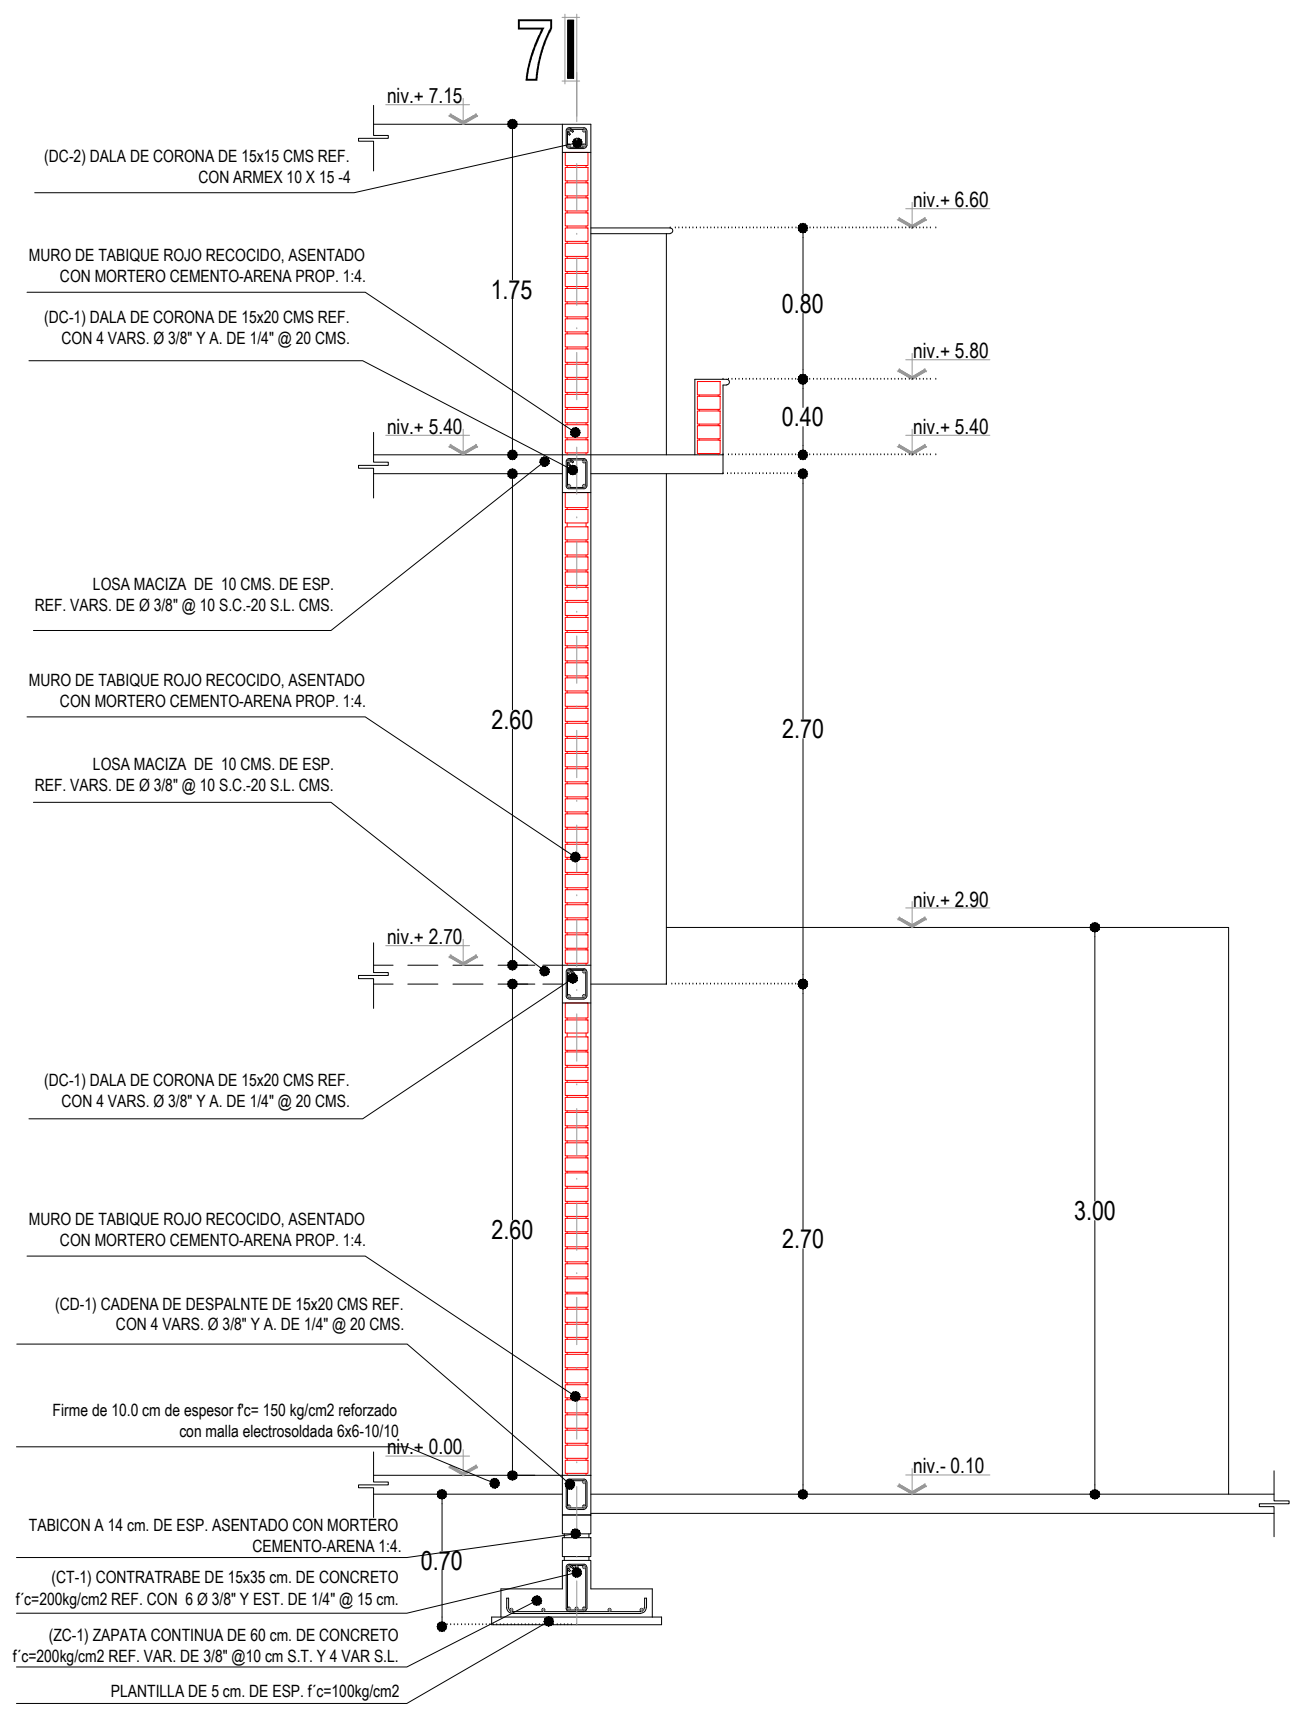 7
niv.+ 7.15
(DC-2) DALA DE CORONA DE 15x15 CMS REF.
CON ARMEX 10 X 15 -4
niv.+ 6.60
MURO DE TABIQUE ROJO RECOCIDO, ASENTADO
CON MORTERO CEMENTO-ARENA PROP. 1:4.
1.75
0.80
(DC-1) DALA DE CORONA DE 15x20 CMS REF.
CON 4 VARS. Ø 3/8" Y A. DE 1/4" @ 20 CMS.
niv.+ 5.80
0.40
niv.+ 5.40
niv.+ 5.40
LOSA MACIZA DE 10 CMS. DE ESP.
REF. VARS. DE Ø 3/8" @ 10 S.C.-20 S.L. CMS.
MURO DE TABIQUE ROJO RECOCIDO, ASENTADO
CON MORTERO CEMENTO-ARENA PROP. 1:4.
2.60
2.70
LOSA MACIZA DE 10 CMS. DE ESP.
REF. VARS. DE Ø 3/8" @ 10 S.C.-20 S.L. CMS.
niv.+ 2.90
niv.+ 2.70
(DC-1) DALA DE CORONA DE 15x20 CMS REF.
CON 4 VARS. Ø 3/8" Y A. DE 1/4" @ 20 CMS.
3.00
MURO DE TABIQUE ROJO RECOCIDO, ASENTADO
CON MORTERO CEMENTO-ARENA PROP. 1:4.
2.60
2.70
(CD-1) CADENA DE DESPALNTE DE 15x20 CMS REF.
CON 4 VARS. Ø 3/8" Y A. DE 1/4" @ 20 CMS.
Firme de 10.0 cm de espesor f'c= 150 kg/cm2 reforzado
con malla electrosoldada 6x6-10/10
niv.+ 0.00
niv.- 0.10
TABICON A 14 cm. DE ESP. ASENTADO CON MORTERO
CEMENTO-ARENA 1:4.
0.70
(CT-1) CONTRATRABE DE 15x35 cm. DE CONCRETO
f´c=200kg/cm2 REF. CON 6 Ø 3/8" Y EST. DE 1/4" @ 15 cm.
(ZC-1) ZAPATA CONTINUA DE 60 cm. DE CONCRETO
f´c=200kg/cm2 REF. VAR. DE 3/8" @10 cm S.T. Y 4 VAR S.L.
PLANTILLA DE 5 cm. DE ESP. f´c=100kg/cm2